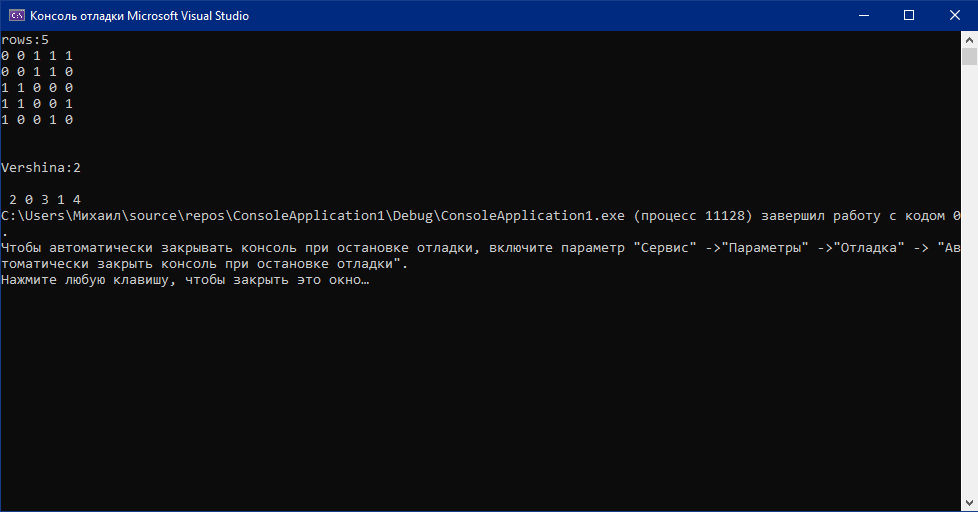 Консоль отладки Microsoft Visual Studio
rows:5
0 0 1 1 1
0 0 1 1 0
1 1 0 0 0
1 1 0 0 1
1 0 0 1 0
Vershina:2
2 0 3 1 4
C:\Users\Михаил\source\repos\ConsoleApplication1\Debug\ConsoleApplication1.exe (процесс 11128) завершил работу с кодом 0
.
Чтобы автоматически закрывать консоль при остановке отладки, включите параметр "Сервис" ->"Параметры" ->"Отладка" -> "Ав
томатически закрыть консоль при остановке отладки".
Нажмите любую клавишу, чтобы закрыть это окно…